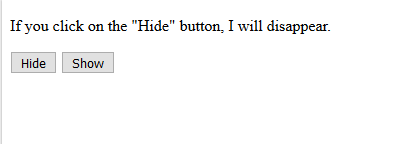 If you click on the "Hide" button, I will disappear.
Hide Show